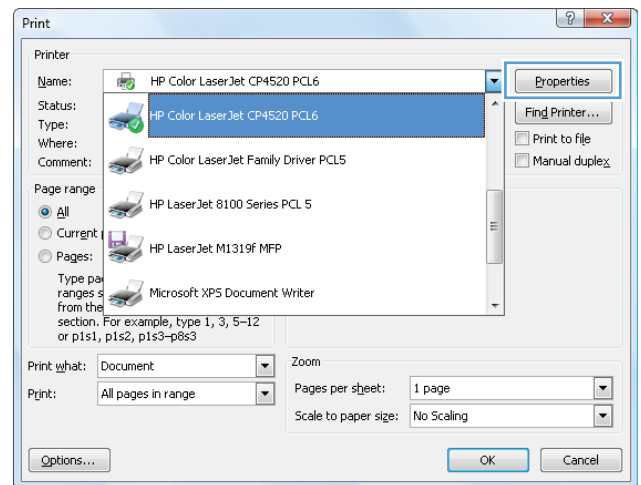 Print
Printer
Name: HP Color LaserJet CP4520 PCL6 Properties
Status:
HP Color LaserJet CP4520 PCL6 Find Printer...
Type:
Where: Print to file
Comment: HP Color LaserJet Family Driver PCL5 Manual duplex
Page range
All HP LaserJet 8100 Series PCL 5
Current
Pages: HP LaserJet M1319f MFP
Type
ranges Microsoft XPS Document Writer
from the
section. For example, type 1, 3, 5–12
or p1s1, p1s2, p1s3–p8s3
Print what: Document Zoom
Print: All pages in range Pages per sheet: 1 page
Scale to paper size: No Scaling
Options... OK Cancel